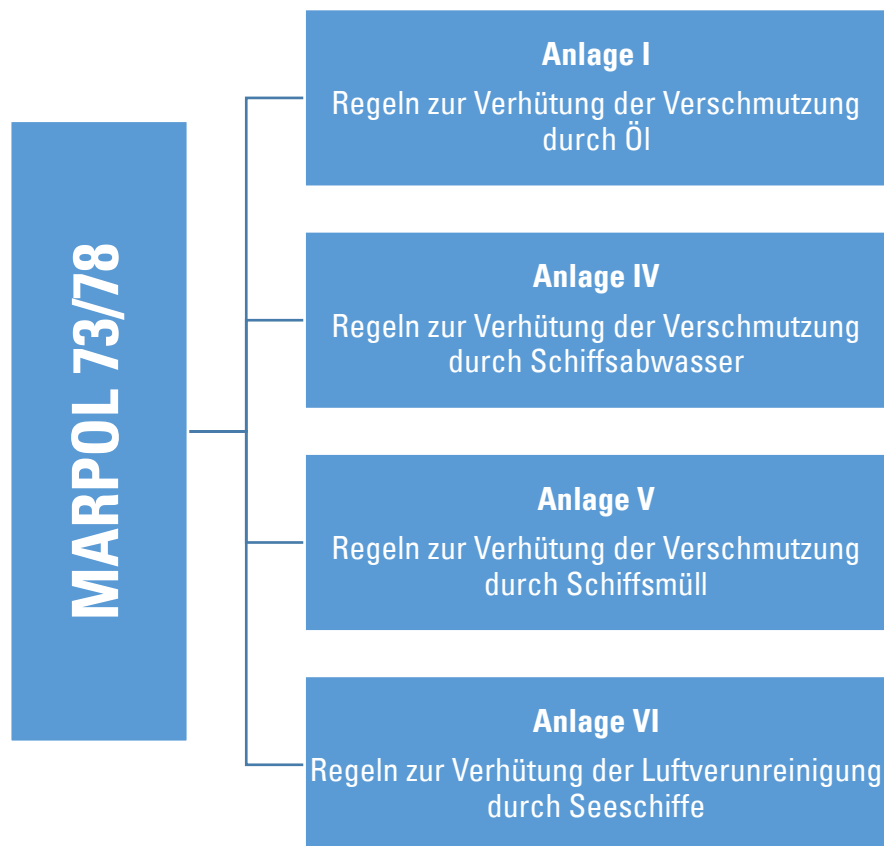 MARPOL 73/78
Anlage I
Regeln zur Verhütung der Verschmutzung
durch Öl
Anlage IV
Regeln zur Verhütung der Verschmutzung
durch Schiffsabwasser
Anlage V
Regeln zur Verhütung der Verschmutzung
durch Schiffsmüll
Anlage VI
Regeln zur Verhütung der Luftverunreinigung
durch Seeschiffe